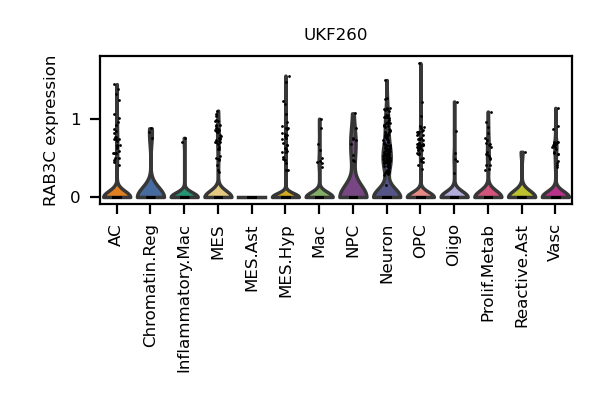 UKF260
RAB3C expression
1
0
AC
Chromatin.Reg
Inflammatory.Mac
MES
MES.Ast
MES.Hyp
Mac
NPC
Neuron
OPC
Oligo
Prolif.Metab
Reactive.Ast
Vasc